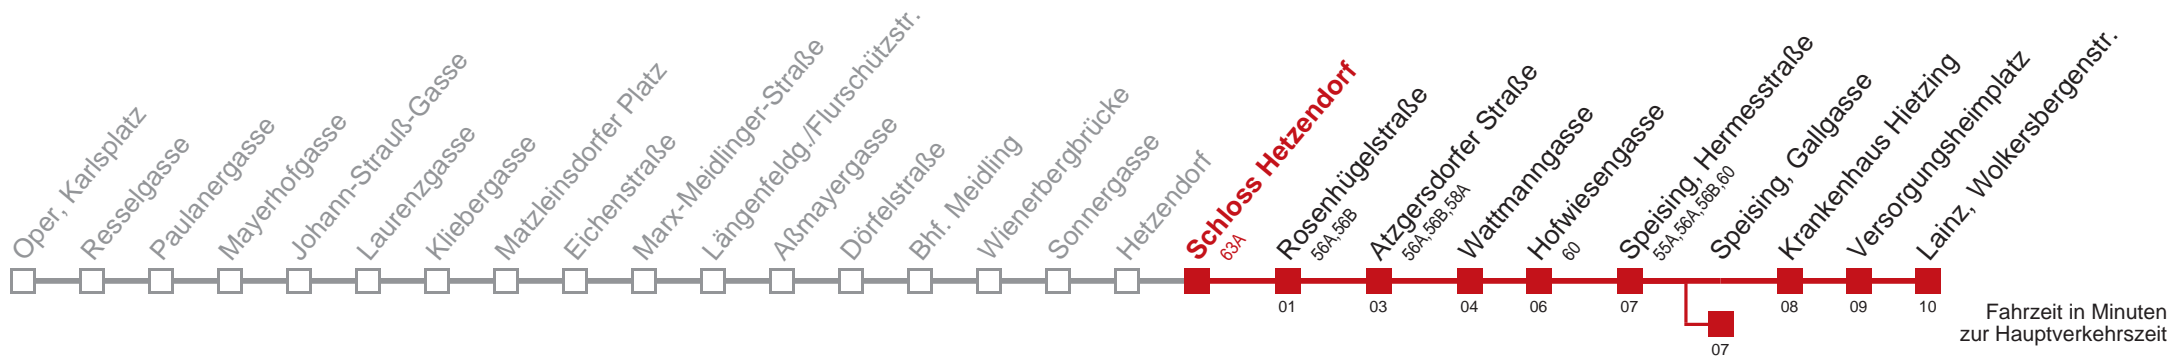 Oper, Karlsplatz
Resselgasse
Paulanergasse
Mayerhofgasse
Johann-Strauß-Gasse
Laurenzgasse
Kliebergasse
Matzleinsdorfer Platz
Eichenstraße
Marx-Meidlinger-Straße
Längenfeldg./Flurschützstr.
Aßmayergasse
Dörfelstraße
Bhf. Meidling
Wienerbergbrücke
Sonnergasse
Hetzendorf
Schloss Hetzendorf
63A
Rosenhügelstraße
56A,56B
Atzgersdorfer Straße
56A,56B,58A
Wattmanngasse
Hofwiesengasse
60
Speising, Hermesstraße
55A,56A,56B,60
Speising, Gallgasse
Krankenhaus Hietzing
Versorgungsheimplatz
Lainz, Wolkersbergenstr.
01
03
04
06
07
08
09
10
07
Fahrzeit in Minuten
zur Hauptverkehrszeit